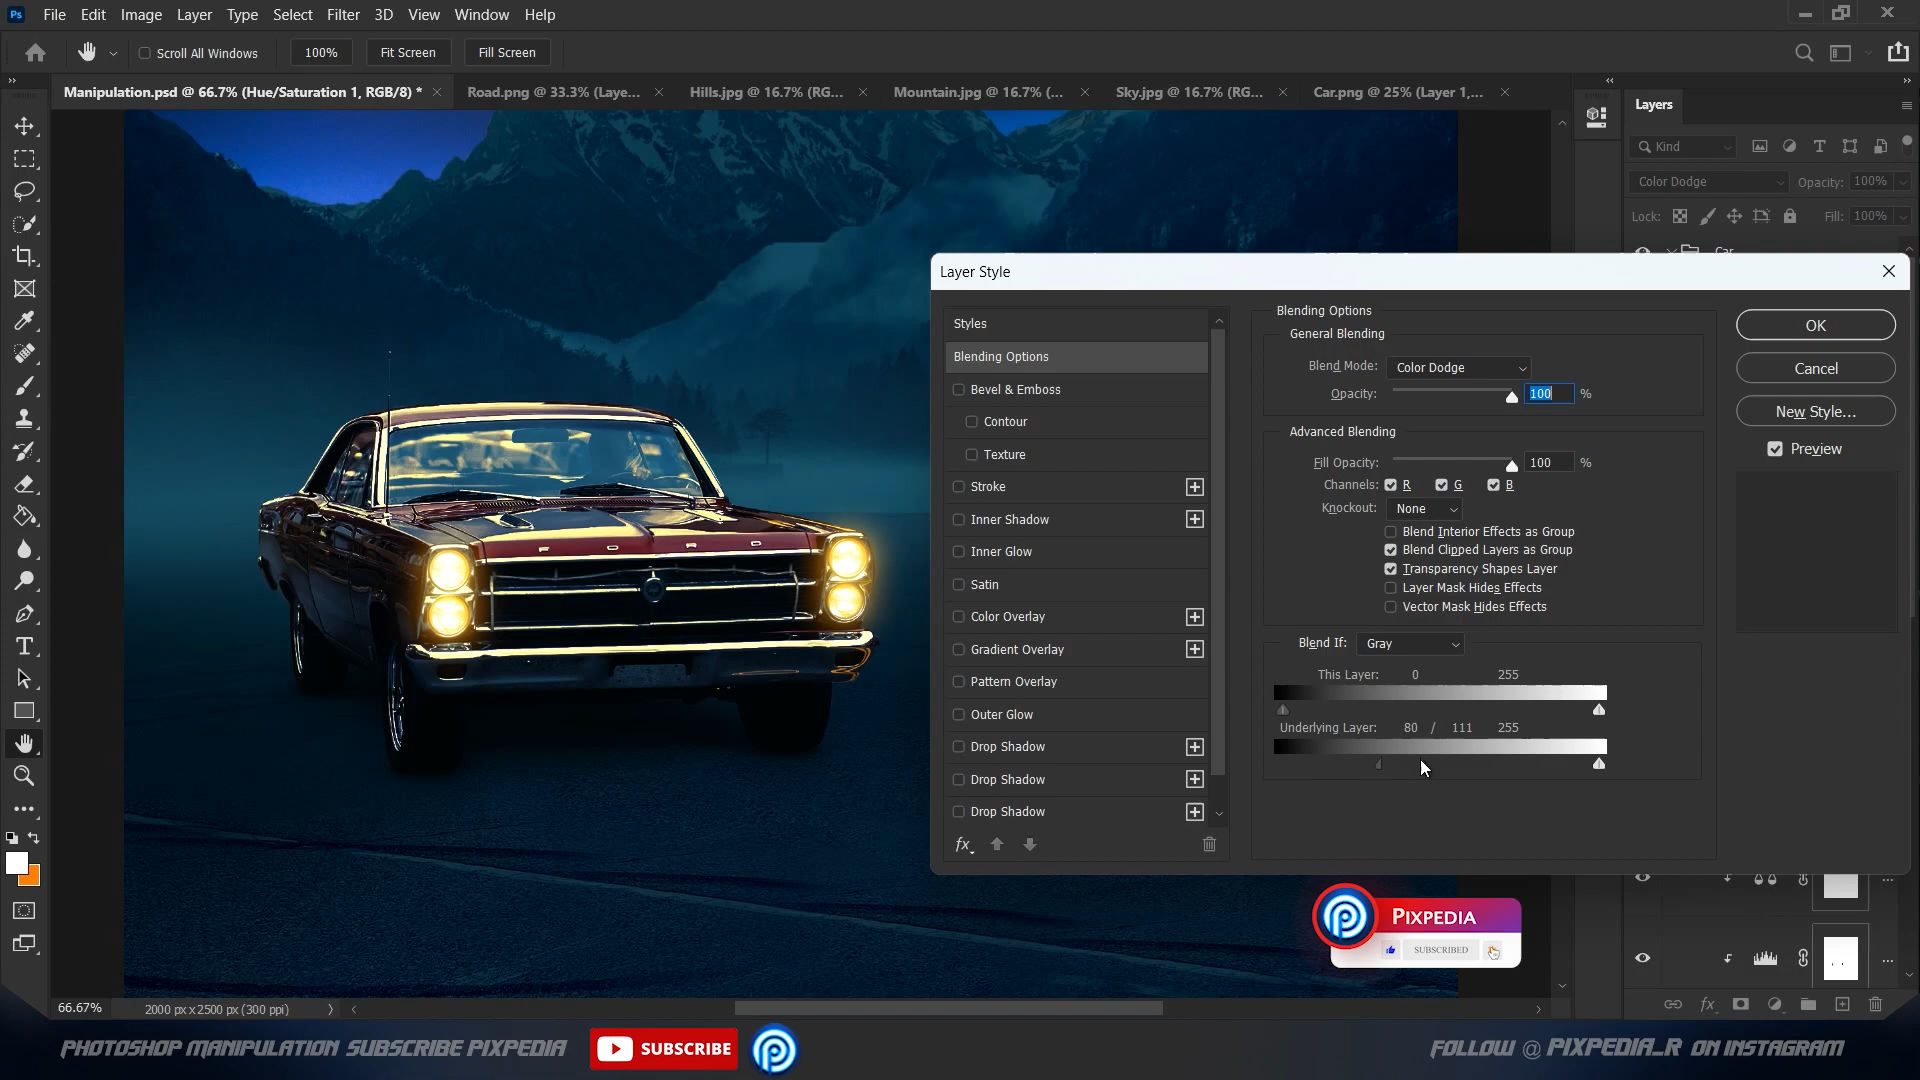 File Edit Image Layer Type Select Filter 3D View Window Help
Scroll All Windows 100% Fit Screen Fill Screen
Manipulation.psd @ 66.7% (Hue/Saturation 1, RGB/8) * Road.png @ 33.3% (Laye... Hills.jpg @ 16.7% (RG... Mountain.jpg @ 16.7% (... Sky.jpg @ 16.7% (RG... Car.png @ 25% (Layer 1,...
Layers
Kind
Color Dodge Opacity: 100%
Lock: Fill: 100%
Car
Layer Style
Styles
Blending Options
Bevel & Emboss
Contour
Texture
Stroke
Inner Shadow
Inner Glow
Satin
Color Overlay
Gradient Overlay
Pattern Overlay
Outer Glow
Drop Shadow
Drop Shadow
Drop Shadow
fx
Blending Options
General Blending
Blend Mode: Color Dodge
Opacity: 100 %
Advanced Blending
Fill Opacity: 100 %
Channels: R G B
Knockout: None
Blend Interior Effects as Group
Blend Clipped Layers as Group
Transparency Shapes Layer
Layer Mask Hides Effects
Vector Mask Hides Effects
Blend If: Gray
This Layer: 0 255
Underlying Layer: 80 / 111 255
OK
Cancel
New Style...
Preview
FORD
PIXPEDIA
SUBSCRIBED
66.67% 2000 px x 2500 px (300 ppi)
PHOTOSHOP MANIPULATION SUBSCRIBE PIXPEDIA SUBSCRIBE FOLLOW @ PIXPEDIA_R ON INSTAGRAM